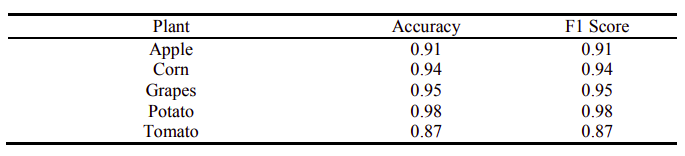 Plant Accuracy F1 Score
Apple 0.91 0.91
Corn 0.94 0.94
Grapes 0.95 0.95
Potato 0.98 0.98
Tomato 0.87 0.87